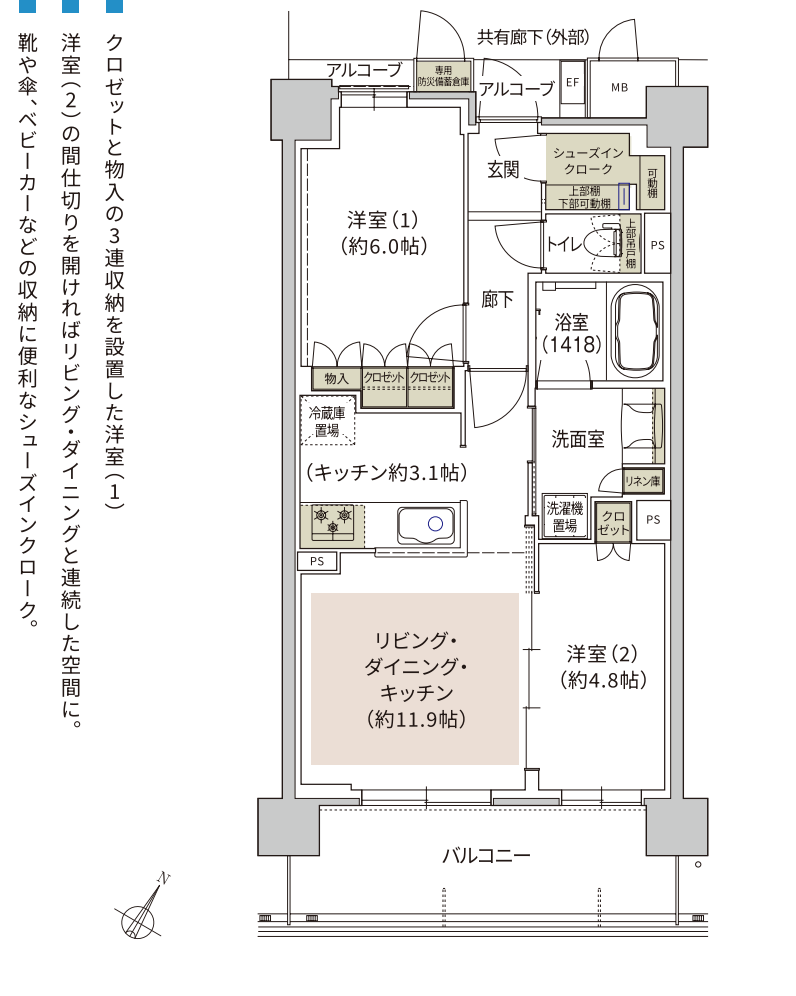 クロゼットと物入の3連収納を設置した洋室(1)
洋室(2)の間仕切りを開ければリビング・ダイニングと連続した空間に。
靴や傘、ベビーカーなどの収納に便利なシューズインクローク。
共有廊下(外部)
アルコーブ
専用
防災備蓄倉庫
アルコーブ
EF
MB
玄関
シューズイン
クローク
上部棚
下部可動棚
可動棚
洋室(1)
(約6.0帖)
トイレ
上部吊戸棚
PS
廊下
浴室
(1418)
物入
クロゼット
クロゼット
冷蔵庫
置場
洗面室
(キッチン約3.1帖)
リネン庫
洗濯機
置場
クロ
ゼット
PS
PS
リビング・
ダイニング・
キッチン
(約11.9帖)
洋室(2)
(約4.8帖)
バルコニー
N